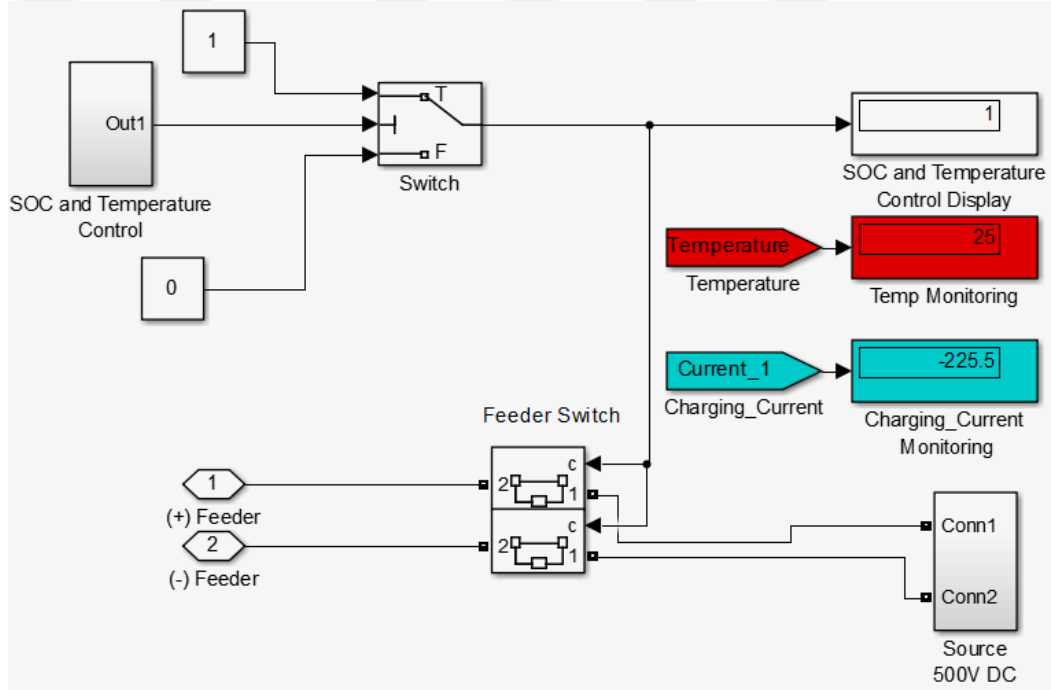 1
Out1
T
F
Switch
SOC and Temperature
Control
0
1
SOC and Temperature
Control Display
Temperature
Temperature
25
Temp Monitoring
Current_1
Charging_Current
-225.5
Charging_Current
Monitoring
Feeder Switch
c
2
1
c
2
1
1
(+) Feeder
2
(-) Feeder
Conn1
Conn2
Source
500V DC